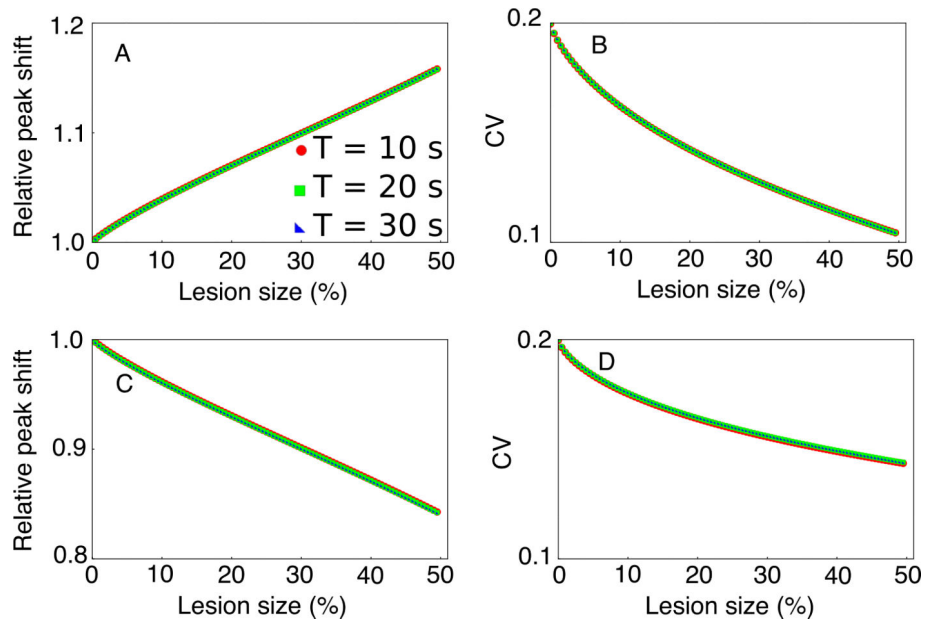 1.2
Relative peak shift
A
1.1
T = 10 s
T = 20 s
T = 30 s
1.0
0 10 20 30 40 50
Lesion size (%)
0.2
B
CV
0.1
0 10 20 30 40 50
Lesion size (%)
1.0
Relative peak shift
C
0.9
0.8
0 10 20 30 40 50
Lesion size (%)
0.2
D
CV
0.1
0 10 20 30 40 50
Lesion size (%)